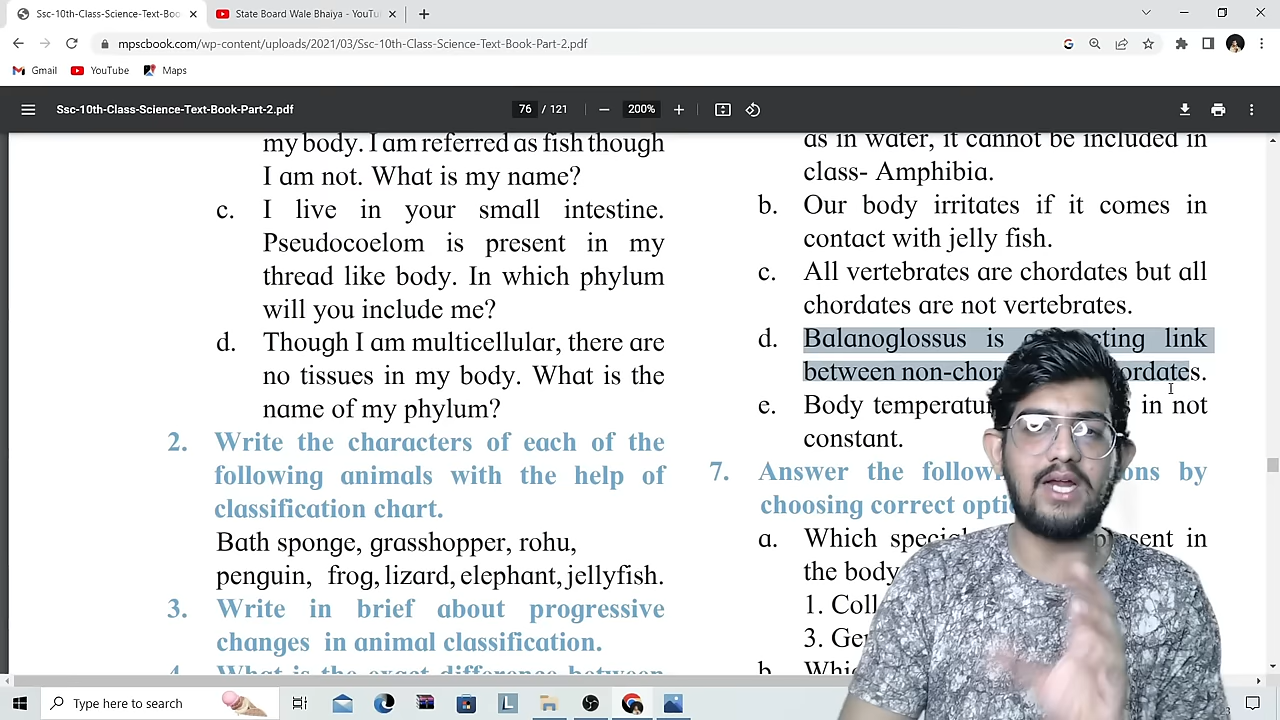 Ssc-10th-Class-Science-Text-Boo
State Board Wale Bhaiya - YouTu
mpscbook.com/wp-content/uploads/2021/03/Ssc-10th-Class-Science-Text-Book-Part-2.pdf
Gmail
YouTube
Maps
Ssc-10th-Class-Science-Text-Book-Part-2.pdf
76 / 121
200%
my body. I am referred as fish though
I am not. What is my name?
c. I live in your small intestine.
Pseudocoelom is present in my
thread like body. In which phylum
will you include me?
d. Though I am multicellular, there are
no tissues in my body. What is the
name of my phylum?
2. Write the characters of each of the
following animals with the help of
classification chart.
Bath sponge, grasshopper, rohu,
penguin, frog, lizard, elephant, jellyfish.
3. Write in brief about progressive
changes in animal classification.
4. What is the exact difference between
as in water, it cannot be included in
class- Amphibia.
b. Our body irritates if it comes in
contact with jelly fish.
c. All vertebrates are chordates but all
chordates are not vertebrates.
d. Balanoglossus is link
between
e. Body in not
constant.
7. Answer the by
choosing correct
a. Which in
the body
1.
3.
b.
Type here to search